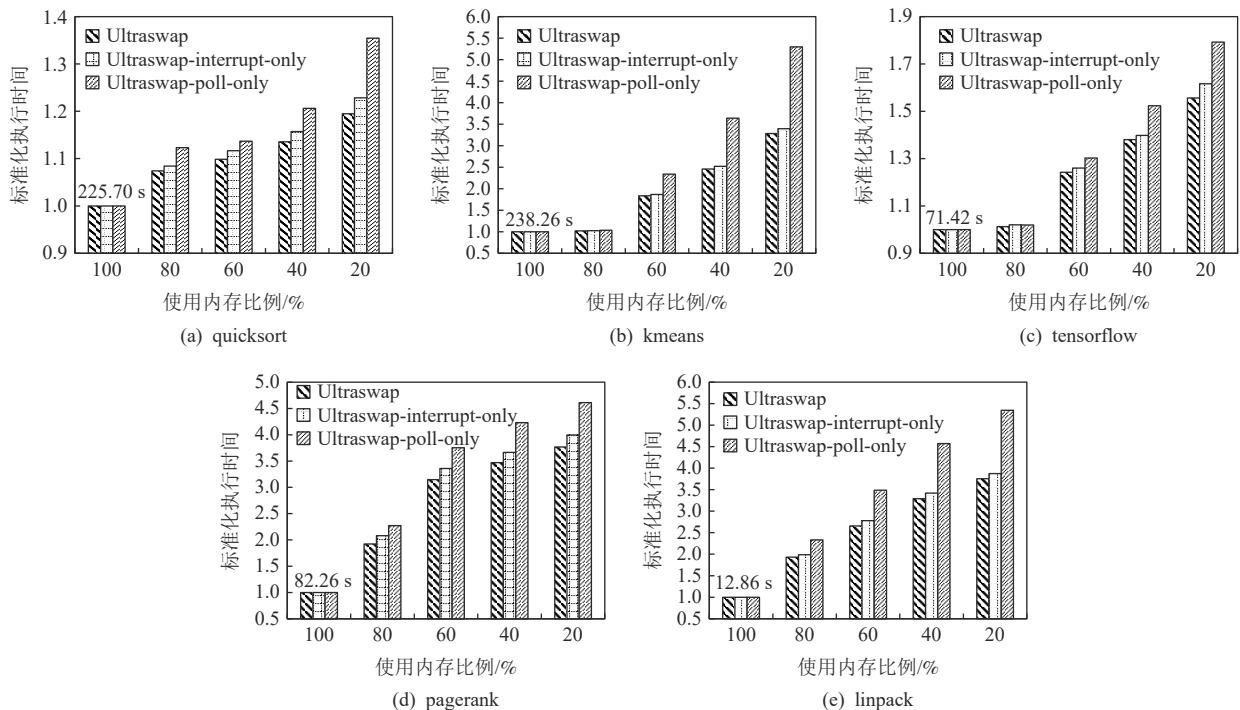 1.4
1.3
1.2
1.1
1.0
0.9
标准化执行时间
Ultraswap
Ultraswap-interrupt-only
Ultraswap-poll-only
225.70 s
100 80 60 40 20
使用内存比例/%
(a) quicksort
6.0
5.5
5.0
4.5
4.0
3.5
3.0
2.5
2.0
1.5
1.0
0.5
标准化执行时间
Ultraswap
Ultraswap-interrupt-only
Ultraswap-poll-only
238.26 s
100 80 60 40 20
使用内存比例/%
(b) kmeans
1.9
1.7
1.5
1.3
1.1
0.9
标准化执行时间
Ultraswap
Ultraswap-interrupt-only
Ultraswap-poll-only
71.42 s
100 80 60 40 20
使用内存比例/%
(c) tensorflow
5.0
4.5
4.0
3.5
3.0
2.5
2.0
1.5
1.0
0.5
标准化执行时间
Ultraswap
Ultraswap-interrupt-only
Ultraswap-poll-only
82.26 s
100 80 60 40 20
使用内存比例/%
(d) pagerank
6.0
5.5
5.0
4.5
4.0
3.5
3.0
2.5
2.0
1.5
1.0
0.5
标准化执行时间
Ultraswap
Ultraswap-interrupt-only
Ultraswap-poll-only
12.86 s
100 80 60 40 20
使用内存比例/%
(e) linpack